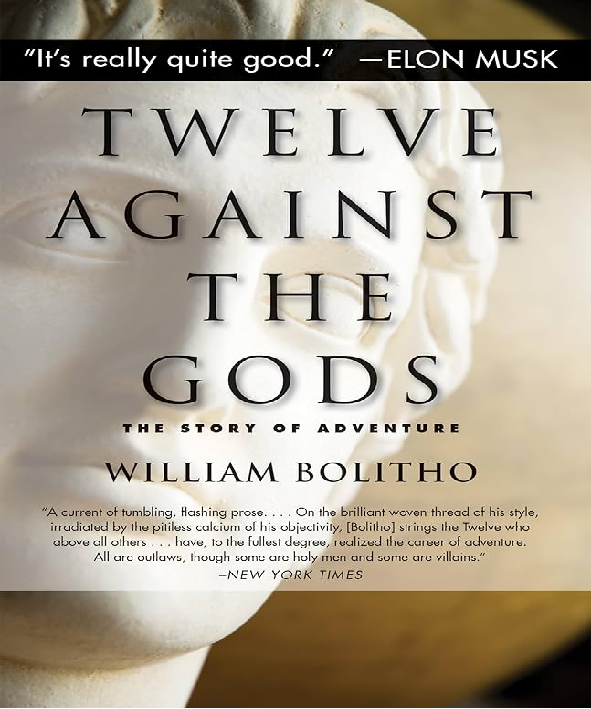 "It's really quite good." —ELON MUSK
TWELVE
AGAINST
THE
GODS
THE STORY OF ADVENTURE
WILLIAM BOLITHO
"A current of tumbling, flashing prose. . . . On the brilliant woven thread of his style,
irradiated by the pitiless calcium of his objectivity, [Bolitho] strings the Twelve who
above all others . . . have, to the fullest degree, realized the career of adventure.
All are outlaws, though some are holy men and some are villains."
—NEW YORK TIMES